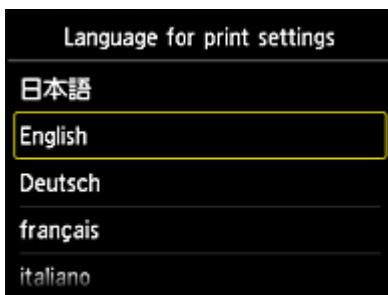 Language for print settings
日本語
English
Deutsch
français
italiano